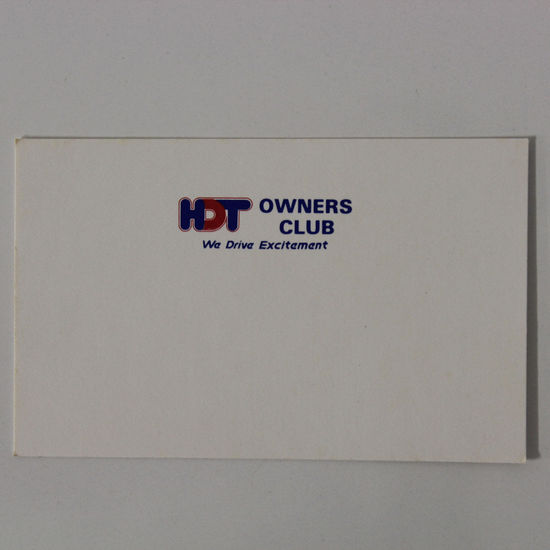 HDT OWNERS
CLUB
We Drive Excitement